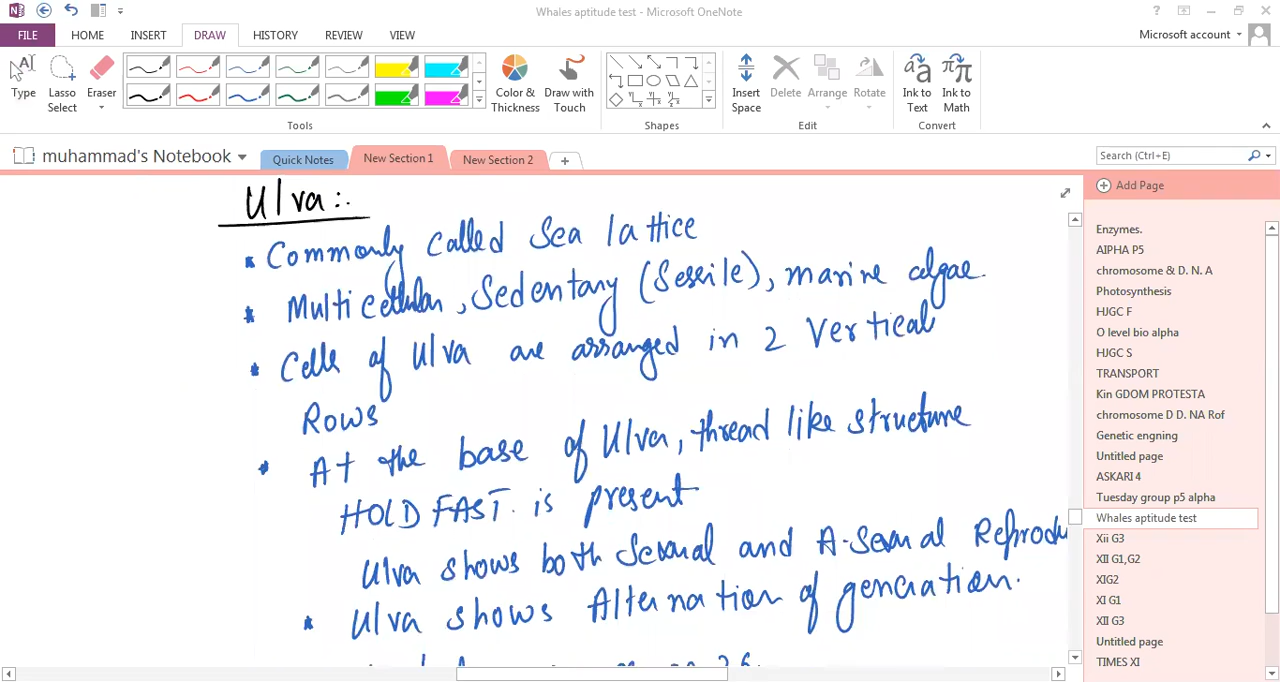 Whales aptitude test - Microsoft OneNote
FILE HOME INSERT DRAW HISTORY REVIEW VIEW
Microsoft account
Type
Lasso Select
Eraser
Color & Thickness
Draw with Touch
Insert Space
Delete
Arrange
Rotate
Ink to Text
Ink to Math
Tools
Shapes
Edit
Convert
muhammad's Notebook
Quick Notes
New Section 1
New Section 2
Search (Ctrl+E)
Ulva :.
Commonly called Sea lattice
Multicellular, Sedentary (Sessile), marine algae.
Cells of Ulva are arranged in 2 Vertical
Rows
At the base of Ulva, thread like structure
HOLD FAST. is present
Ulva shows both Sexual and A-Sexual Reprodu
Ulva shows Alternation of generation.
Add Page
Enzymes.
AlPHA P5
chromosome & D. N. A
Photosynthesis
HJGC F
O level bio alpha
HJGC S
TRANSPORT
Kin GDOM PROTESTA
chromosome D D. NA Rof
Genetic engning
Untitled page
ASKARI 4
Tuesday group p5 alpha
Whales aptitude test
Xii G3
XII G1,G2
XIG2
XI G1
XII G3
Untitled page
TIMES XI